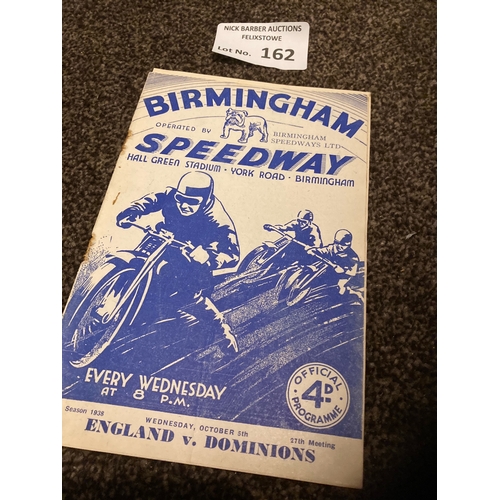 NICK BARBER AUCTIONS
FELIXSTOWE
Lot No. 162
BIRMINGHAM
OPERATED BY BIRMINGHAM
SPEEDWAYS LTD
SPEEDWAY
HALL GREEN STADIUM · YORK ROAD · BIRMINGHAM
EVERY WEDNESDAY
AT 8 P.M.
OFFICIAL
4D.
PROGRAMME
Season 1938
WEDNESDAY, OCTOBER 5th
27th Meeting
ENGLAND v. DOMINIONS